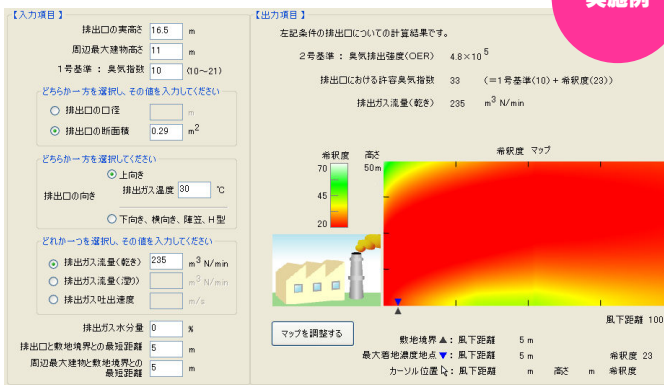 実施例
【入力項目】
排出口の実高さ 16.5 m
周辺最大建物高さ 11 m
1号基準 : 臭気指数 10 (10~21)
どちらか一方を選択し、その値を入力してください
排出口の口径 m
排出口の断面積 0.29 m2
どちらか一方を選択してください
上向き
排出口の向き 排出ガス温度 30 ℃
下向き、横向き、陣笠、H型
どれか一つを選択し、その値を入力してください
排出ガス流量(乾き) 235 m3 N/min
排出ガス流量(湿り) m3 N/min
排出ガス吐出速度 m/s
排出ガス水分量 0 %
排出口と敷地境界との最短距離 5 m
周辺最大建物と敷地境界との
最短距離 5 m
【出力項目】
左記条件の排出口についての計算結果です。
2号基準 : 臭気排出強度(OER) 4.8×10 5
排出口における許容臭気指数 33 (=1号基準(10)+希釈度(23))
排出ガス流量(乾き) 235 m3 N/min
希釈度 高さ 希釈度 マップ
70 50m
45
20
風下距離 100
マップを調整する
敷地境界▲: 風下距離 5 m
最大着地濃度地点▼: 風下距離 5 m 希釈度 23
カーソル位置: 風下距離 m 高さ m 希釈度